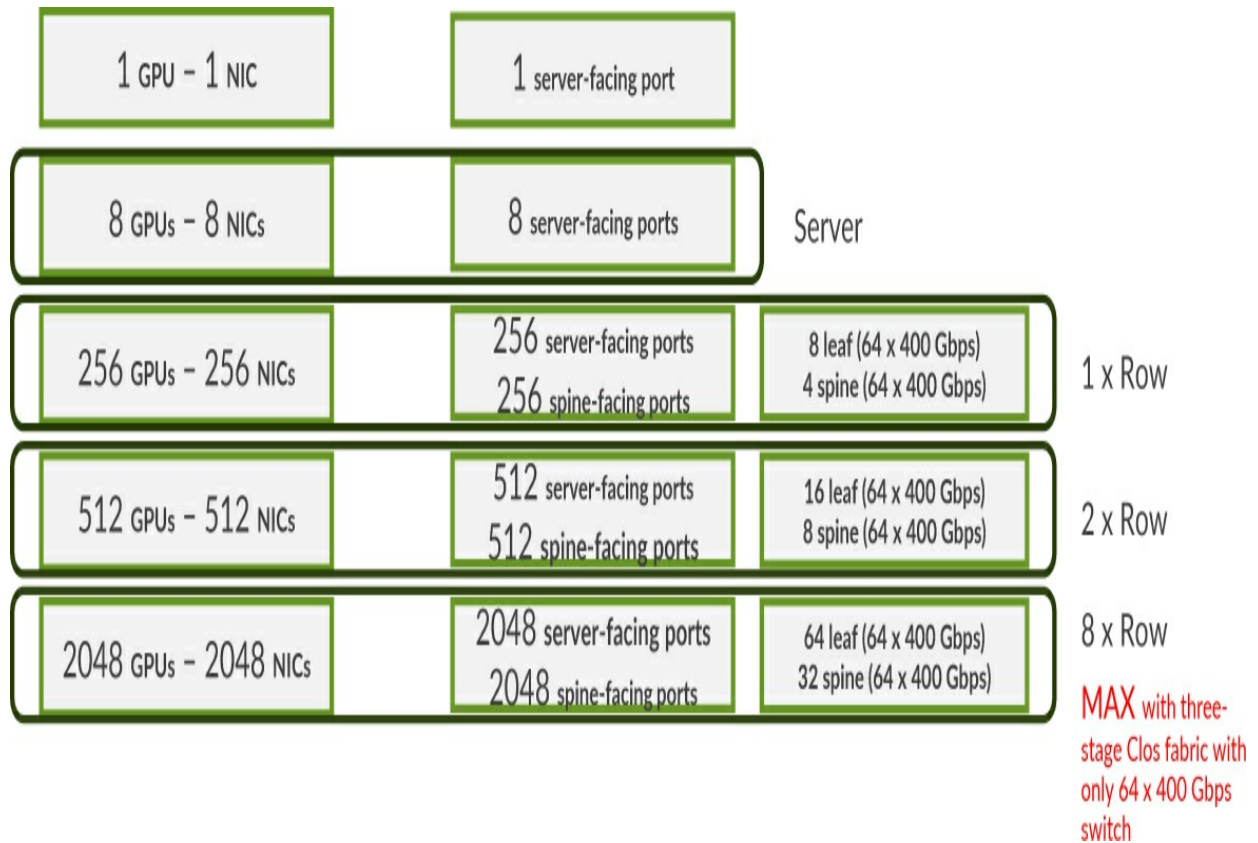 1 GPU – 1 NIC
1 server-facing port
8 GPUs – 8 NICs
8 server-facing ports
Server
256 GPUs – 256 NICs
256 server-facing ports
256 spine-facing ports
8 leaf (64 x 400 Gbps)
4 spine (64 x 400 Gbps)
1 x Row
512 GPUs – 512 NICs
512 server-facing ports
512 spine-facing ports
16 leaf (64 x 400 Gbps)
8 spine (64 x 400 Gbps)
2 x Row
2048 GPUs – 2048 NICs
2048 server-facing ports
2048 spine-facing ports
64 leaf (64 x 400 Gbps)
32 spine (64 x 400 Gbps)
8 x Row
MAX with three-
stage Clos fabric with
only 64 x 400 Gbps
switch